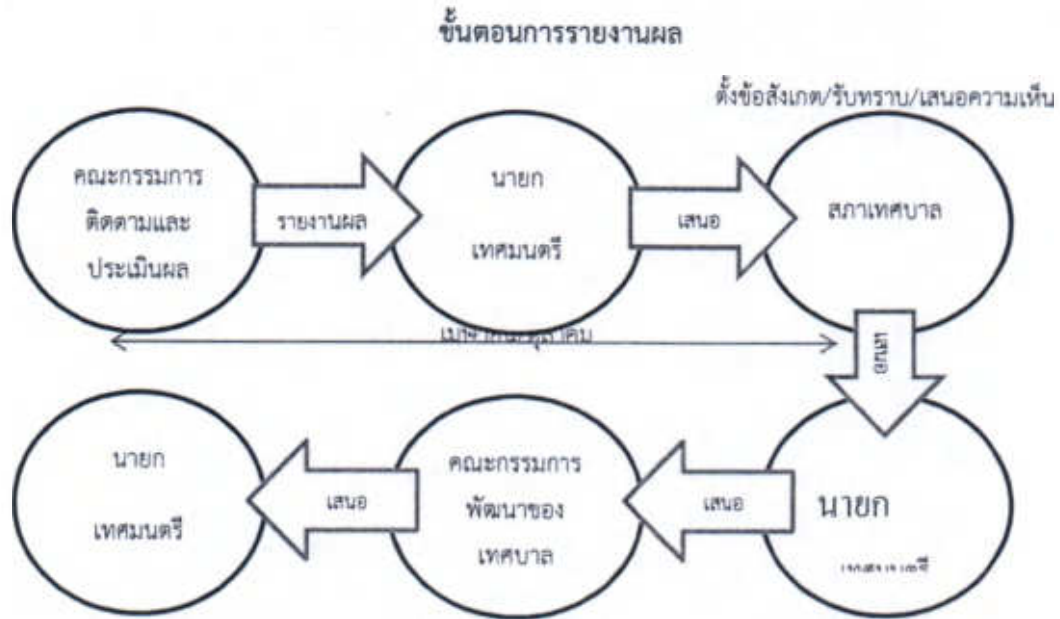 ขั้นตอนการรายงานผล
ตั้งข้อสังเกต/รับทราบ/เสนอความเห็น
คณะกรรมการ
ติดตามและ
ประเมินผล
รายงานผล
นายก
เทศมนตรี
เสนอ
สภาเทศบาล
เสนอ
นายก
เสนอ
คณะกรรมการ
พัฒนาของ
เทศบาล
เสนอ
นายก
เทศมนตรี